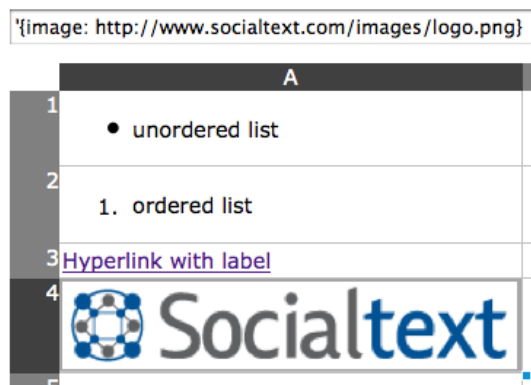 '{image: http://www.socialtext.com/images/logo.png}
A
1
• unordered list
2
1. ordered list
3 Hyperlink with label
4 Socialtext
5